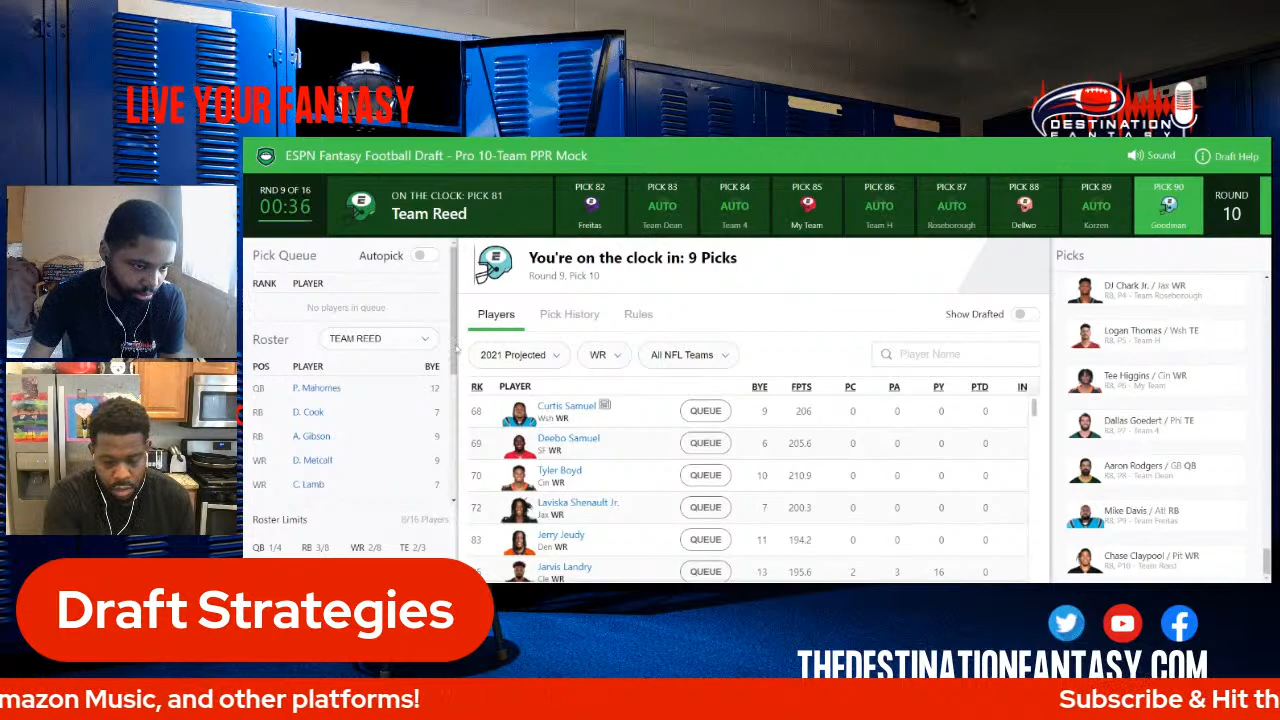 LIVE YOUR FANTASY
DESTINATION
FANTASY
ESPN Fantasy Football Draft - Pro 10-Team PPR Mock
Sound
Draft Help
RND 9 OF 16
00:36
ON THE CLOCK: PICK 81
Team Reed
PICK 82
Freitas
PICK 83
AUTO
Team Dean
PICK 84
AUTO
Team 4
PICK 85
My Team
PICK 86
AUTO
Team H
PICK 87
AUTO
Roseborough
PICK 88
Dellwo
PICK 89
AUTO
Korzen
PICK 90
Goodman
ROUND
10
Pick Queue
Autopick
RANK PLAYER
No players in queue
Roster
TEAM REED
POS PLAYER BYE
QB P. Mahomes 12
RB D. Cook 7
RB A. Gibson 9
WR D. Metcalf 9
WR C. Lamb 7
Roster Limits
8/16 Players
QB 1/4 RB 3/8 WR 2/8 TE 2/3
You're on the clock in: 9 Picks
Round 9, Pick 10
Players Pick History Rules
Show Drafted
2021 Projected
WR
All NFL Teams
Player Name
RK PLAYER BYE FPTS PC PA PY PTD IN
68 Curtis Samuel Wsh WR QUEUE 9 206 0 0 0 0
69 Deebo Samuel SF WR QUEUE 6 205.6 0 0 0 0
70 Tyler Boyd Cin WR QUEUE 10 210.9 0 0 0 0
72 Laviska Shenault Jr. Jax WR QUEUE 7 200.3 0 0 0 0
83 Jerry Jeudy Den WR QUEUE 11 194.2 0 0 0 0
Jarvis Landry Cle WR QUEUE 13 195.6 2 3 16 0
Picks
DJ Chark Jr. / Jax WR
R8, P4 - Team Roseborough
Logan Thomas / Wsh TE
R8, P5 - Team H
Tee Higgins / Cin WR
R8, P6 - My Team
Dallas Goedert / Phi TE
R8, P7 - Team 4
Aaron Rodgers / GB QB
R8, P8 - Team Dean
Mike Davis / Atl RB
R8, P9 - Team Freitas
Chase Claypool / Pit WR
R8, P10 - Team Reed
Draft Strategies
THEDESTINATIONFANTASY.COM
mazon Music, and other platforms!
Subscribe & Hit th